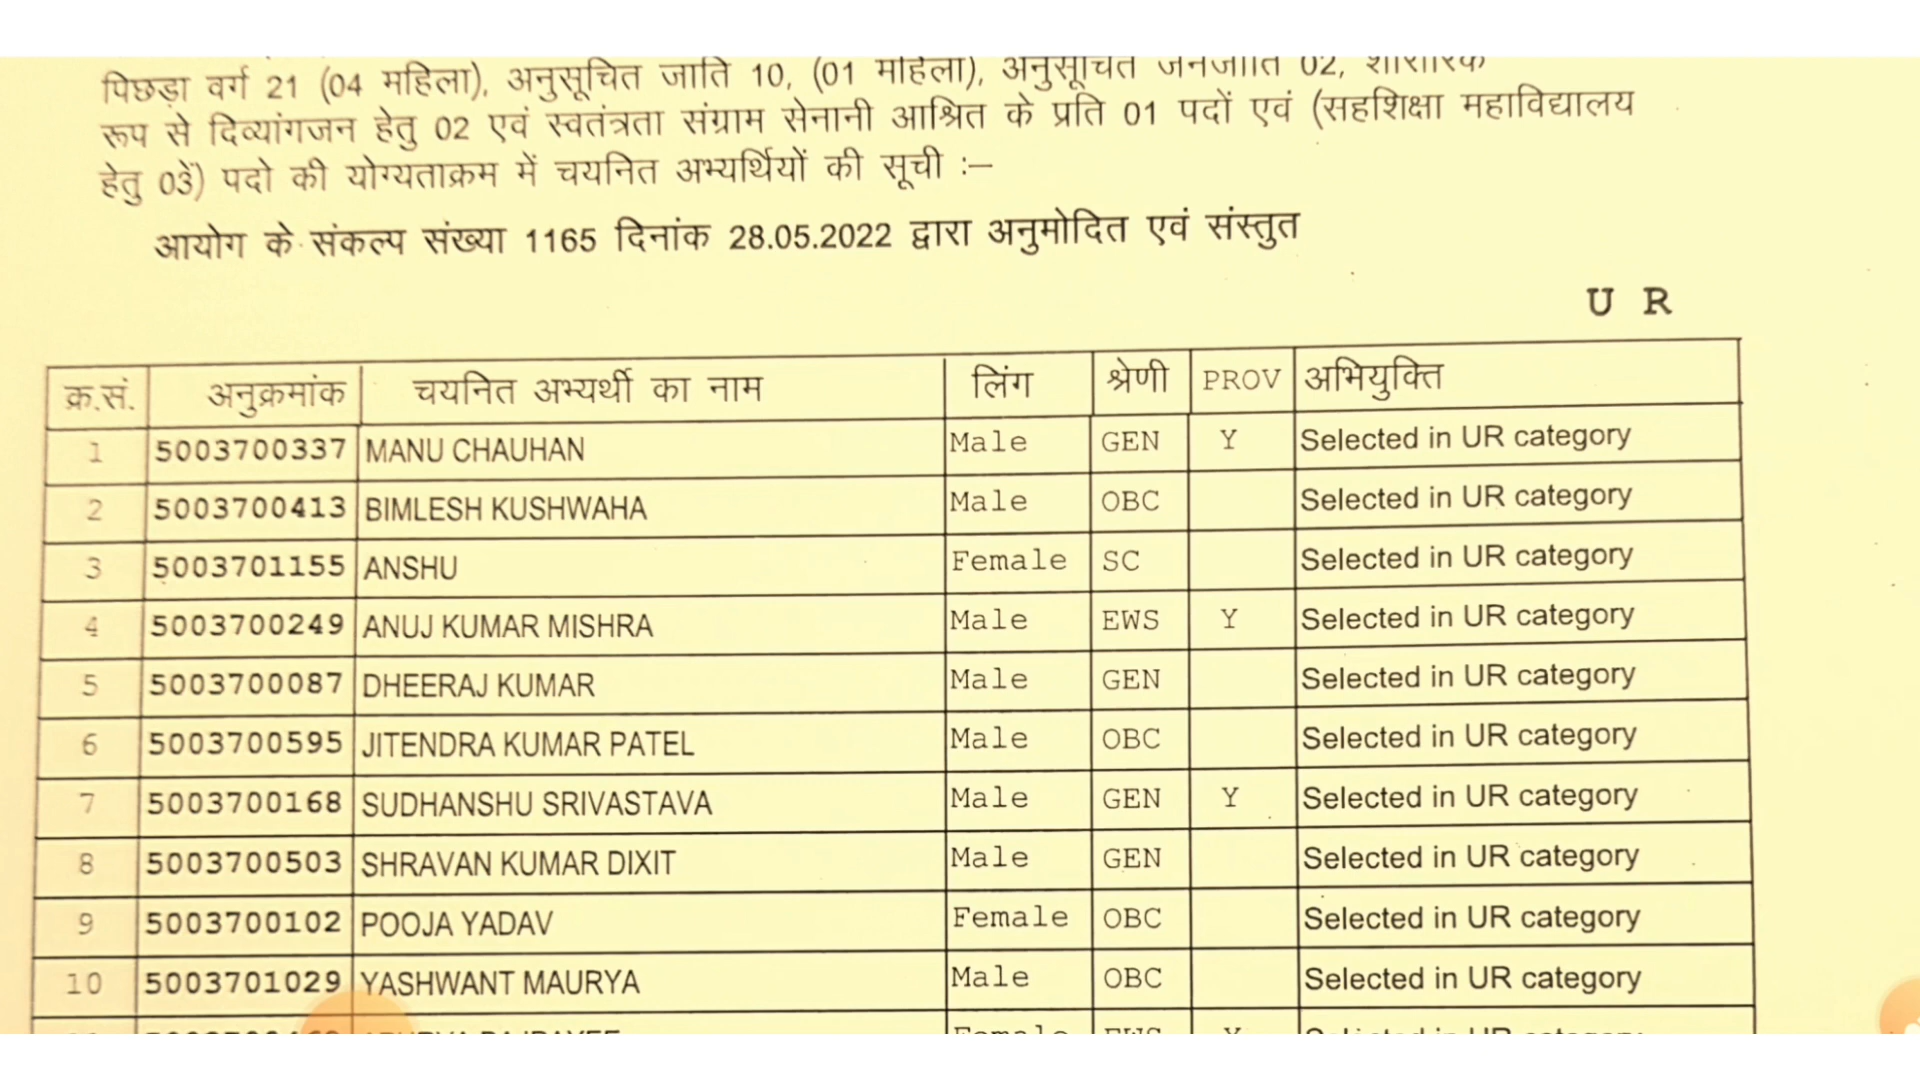 पिछड़ा वर्ग 21 (04 महिला), अनुसूचित जाति 10, (01 महिला), अनुसूचित जनजाति 02, शारीरिक
रूप से दिव्यांगजन हेतु 02 एवं स्वतंत्रता संग्राम सेनानी आश्रित के प्रति 01 पदों एवं (सहशिक्षा महाविद्यालय
हेतु 03) पदो की योग्यताक्रम में चयनित अभ्यर्थियों की सूची :–
आयोग के संकल्प संख्या 1165 दिनांक 28.05.2022 द्वारा अनुमोदित एवं संस्तुत
U R
क्र.सं. अनुक्रमांक चयनित अभ्यर्थी का नाम लिंग श्रेणी PROV अभियुक्ति
1 5003700337 MANU CHAUHAN Male GEN Y Selected in UR category
2 5003700413 BIMLESH KUSHWAHA Male OBC Selected in UR category
3 5003701155 ANSHU Female SC Selected in UR category
4 5003700249 ANUJ KUMAR MISHRA Male EWS Y Selected in UR category
5 5003700087 DHEERAJ KUMAR Male GEN Selected in UR category
6 5003700595 JITENDRA KUMAR PATEL Male OBC Selected in UR category
7 5003700168 SUDHANSHU SRIVASTAVA Male GEN Y Selected in UR category
8 5003700503 SHRAVAN KUMAR DIXIT Male GEN Selected in UR category
9 5003700102 POOJA YADAV Female OBC Selected in UR category
10 5003701029 YASHWANT MAURYA Male OBC Selected in UR category
Female EWS Y Selected in UR category